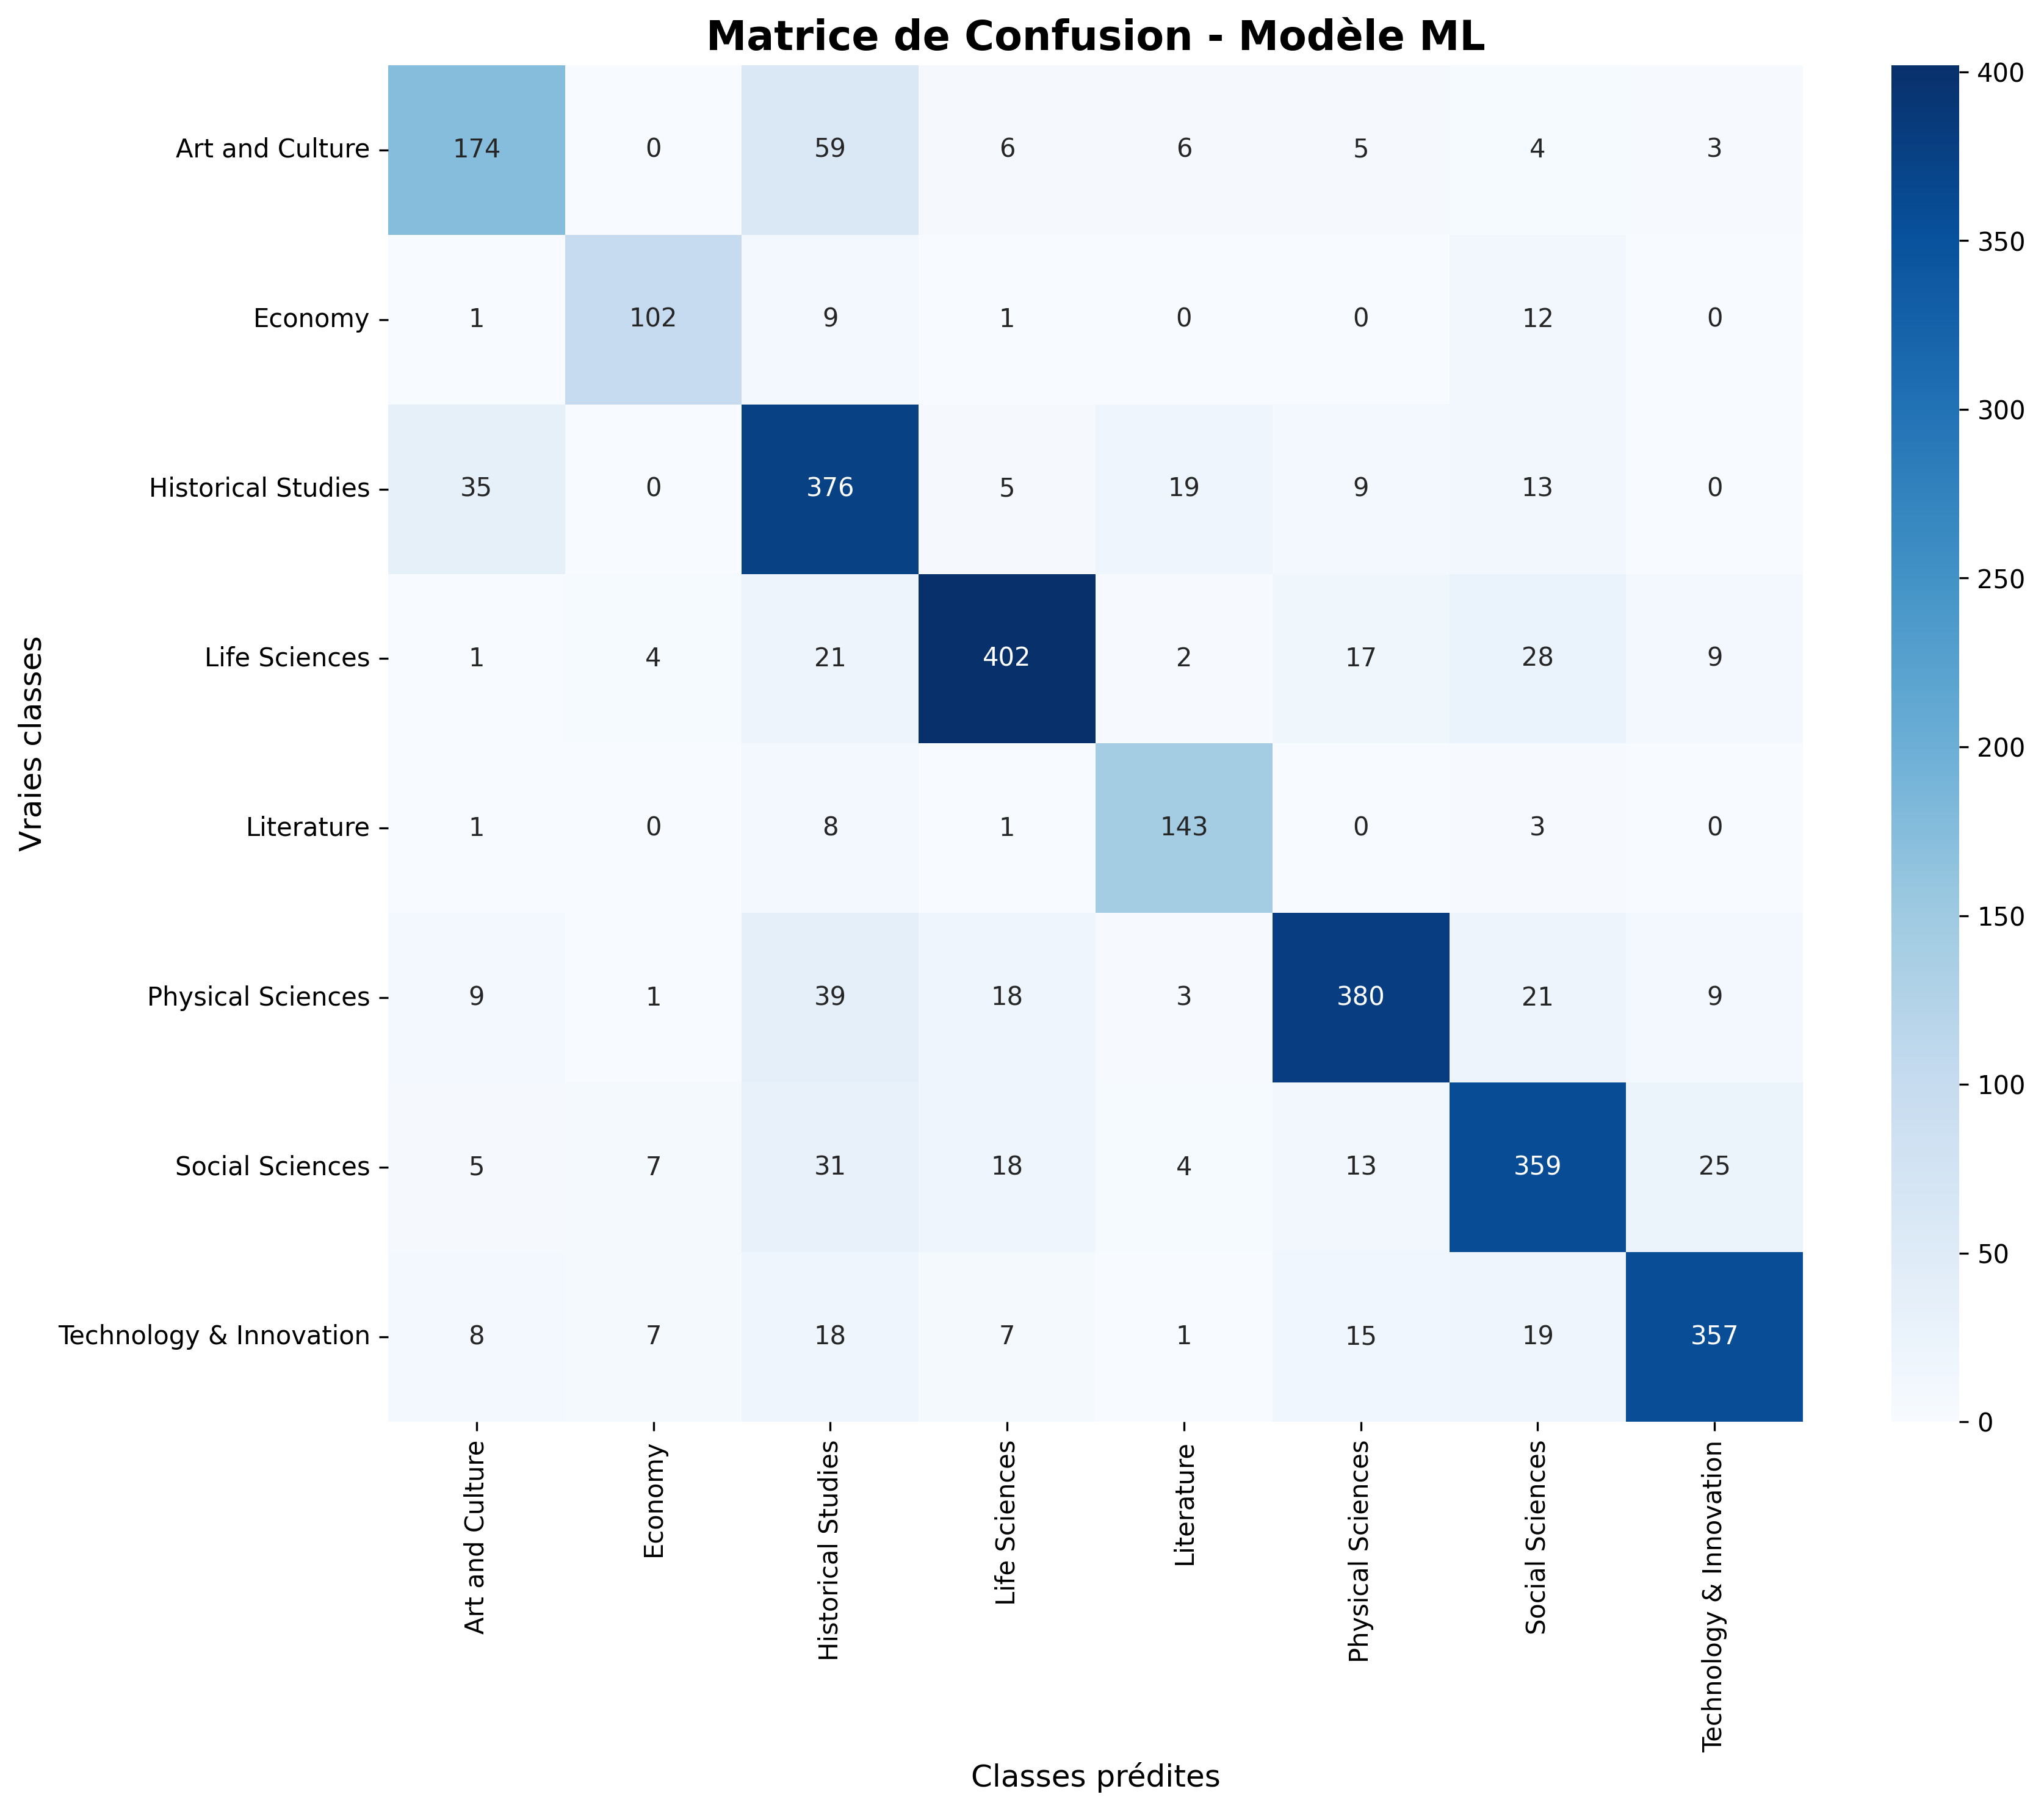 Matrice de Confusion - Modèle ML
Vraies classes
Art and Culture 174 0 59 6 6 5 4 3
Economy 1 102 9 1 0 0 12 0
Historical Studies 35 0 376 5 19 9 13 0
Life Sciences 1 4 21 402 2 17 28 9
Literature 1 0 8 1 143 0 3 0
Physical Sciences 9 1 39 18 3 380 21 9
Social Sciences 5 7 31 18 4 13 359 25
Technology & Innovation 8 7 18 7 1 15 19 357
Art and Culture
Economy
Historical Studies
Life Sciences
Literature
Physical Sciences
Social Sciences
Technology & Innovation
Classes prédites
400
350
300
250
200
150
100
50
0